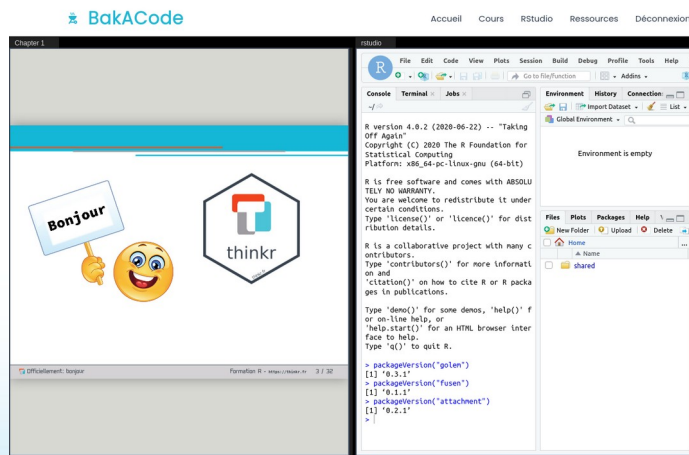 BakACode
Accueil Cours RStudio Ressources Déconnexion
Chapter 1
rstudio
File Edit Code View Plots Session Build Debug Profile Tools Help
Go to file/function Addins
Console Terminal Jobs
~/
R version 4.0.2 (2020-06-22) -- "Taking
Off Again"
Copyright (C) 2020 The R Foundation for
Statistical Computing
Platform: x86_64-pc-linux-gnu (64-bit)
R is free software and comes with ABSOLU
TELY NO WARRANTY.
You are welcome to redistribute it under
certain conditions.
Type 'license()' or 'licence()' for dist
ribution details.
R is a collaborative project with many c
ontributors.
Type 'contributors()' for more informati
on and
'citation()' on how to cite R or R packa
ges in publications.
Type 'demo()' for some demos, 'help()' f
or on-line help, or
'help.start()' for an HTML browser inter
face to help.
Type 'q()' to quit R.
> packageVersion("golem")
[1] ‘0.3.1’
> packageVersion("fusen")
[1] ‘0.1.1’
> packageVersion("attachment")
[1] ‘0.2.1’
>
Environment History Connection
Import Dataset List
Global Environment
Environment is empty
Files Plots Packages Help
New Folder Upload Delete
Home ...
Name
shared
Bonjour
thinkr
Officiellement: bonjour
Formation R - https://thinkr.fr 3 / 32